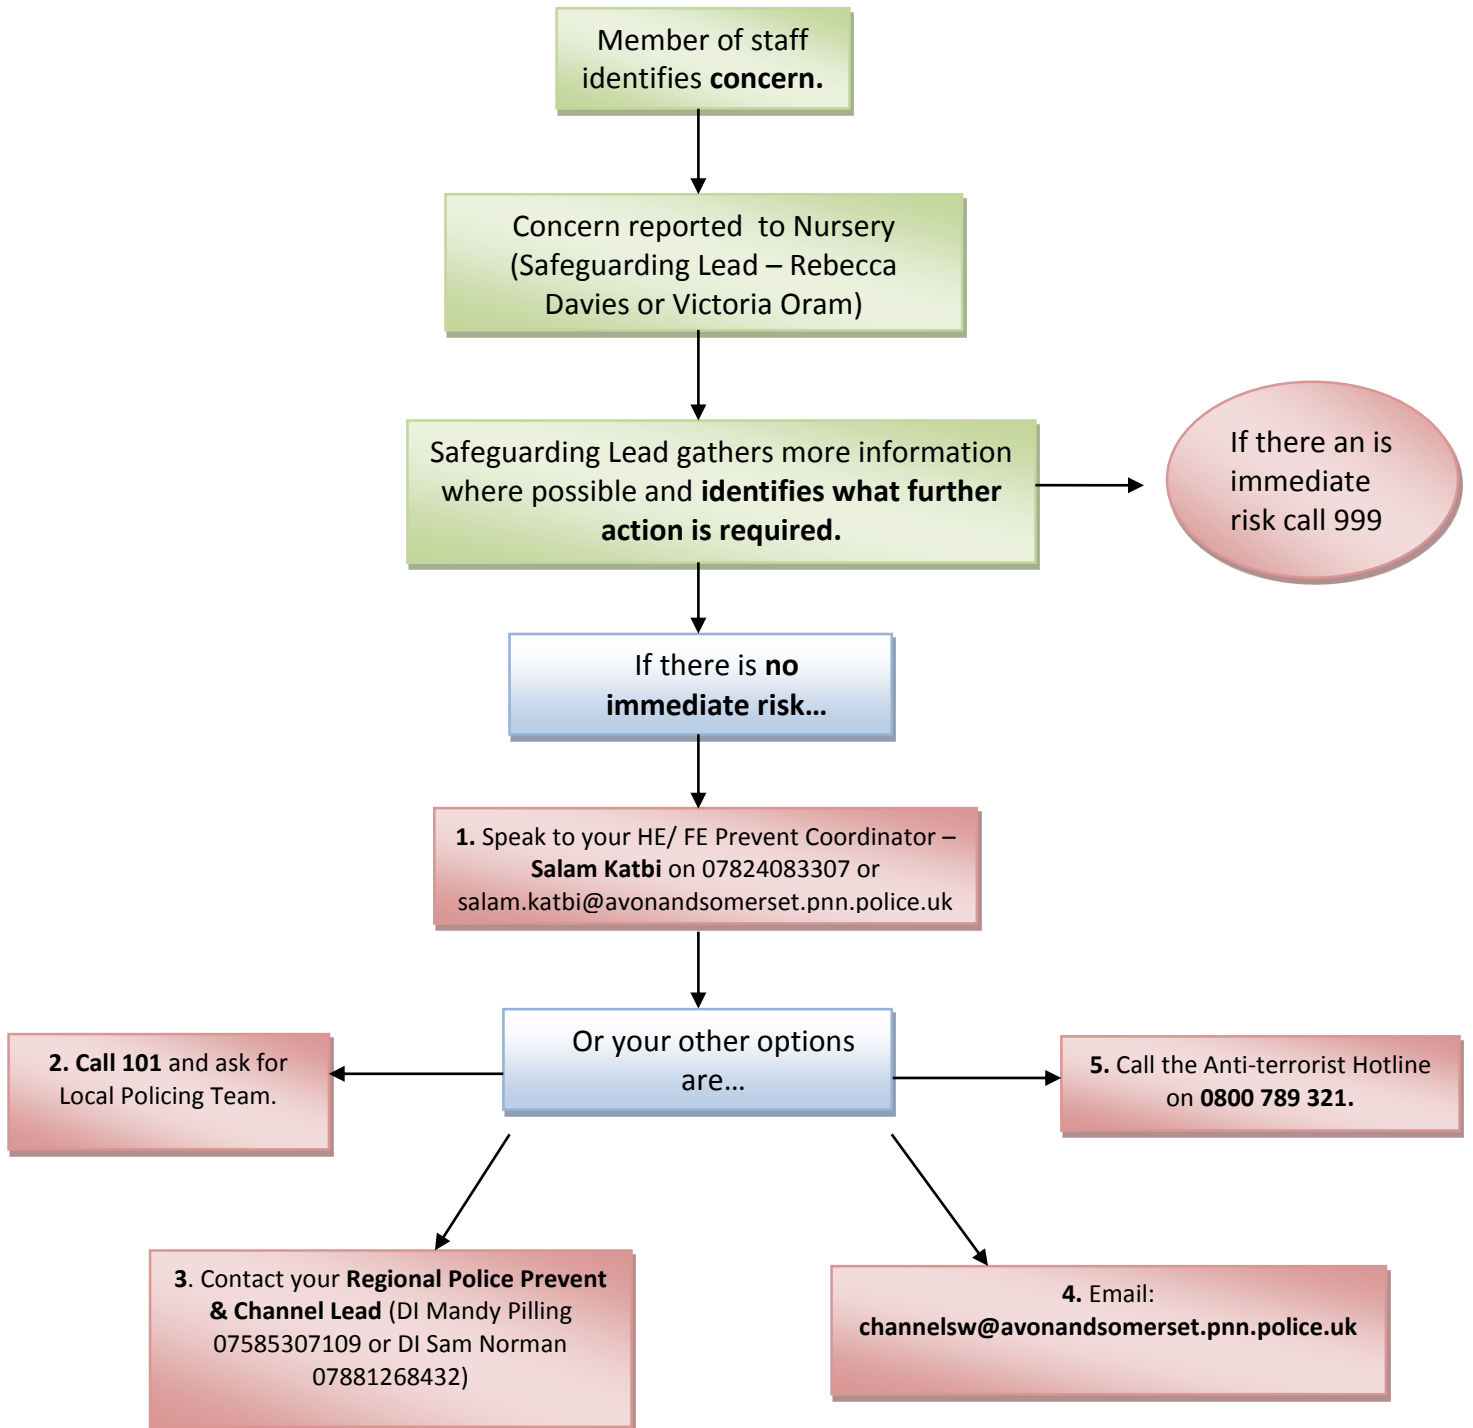 Member of staff
identifies concern.
Concern reported  to Nursery
(Safeguarding Lead – Rebecca
Davies or Victoria Oram)
Safeguarding Lead gathers more information
where possible and identifies what further
action is required.
If there an is
immediate
risk call 999
If there is no
immediate risk...
1. Speak to your HE/ FE Prevent Coordinator –
Salam Katbi on 07824083307 or
salam.katbi@avonandsomerset.pnn.police.uk
Or your other options
are...
2. Call 101 and ask for
Local Policing Team.
5. Call the Anti-terrorist Hotline
on 0800 789 321.
3. Contact your Regional Police Prevent
& Channel Lead (DI Mandy Pilling
07585307109 or DI Sam Norman
07881268432)
4. Email:
channelsw@avonandsomerset.pnn.police.uk